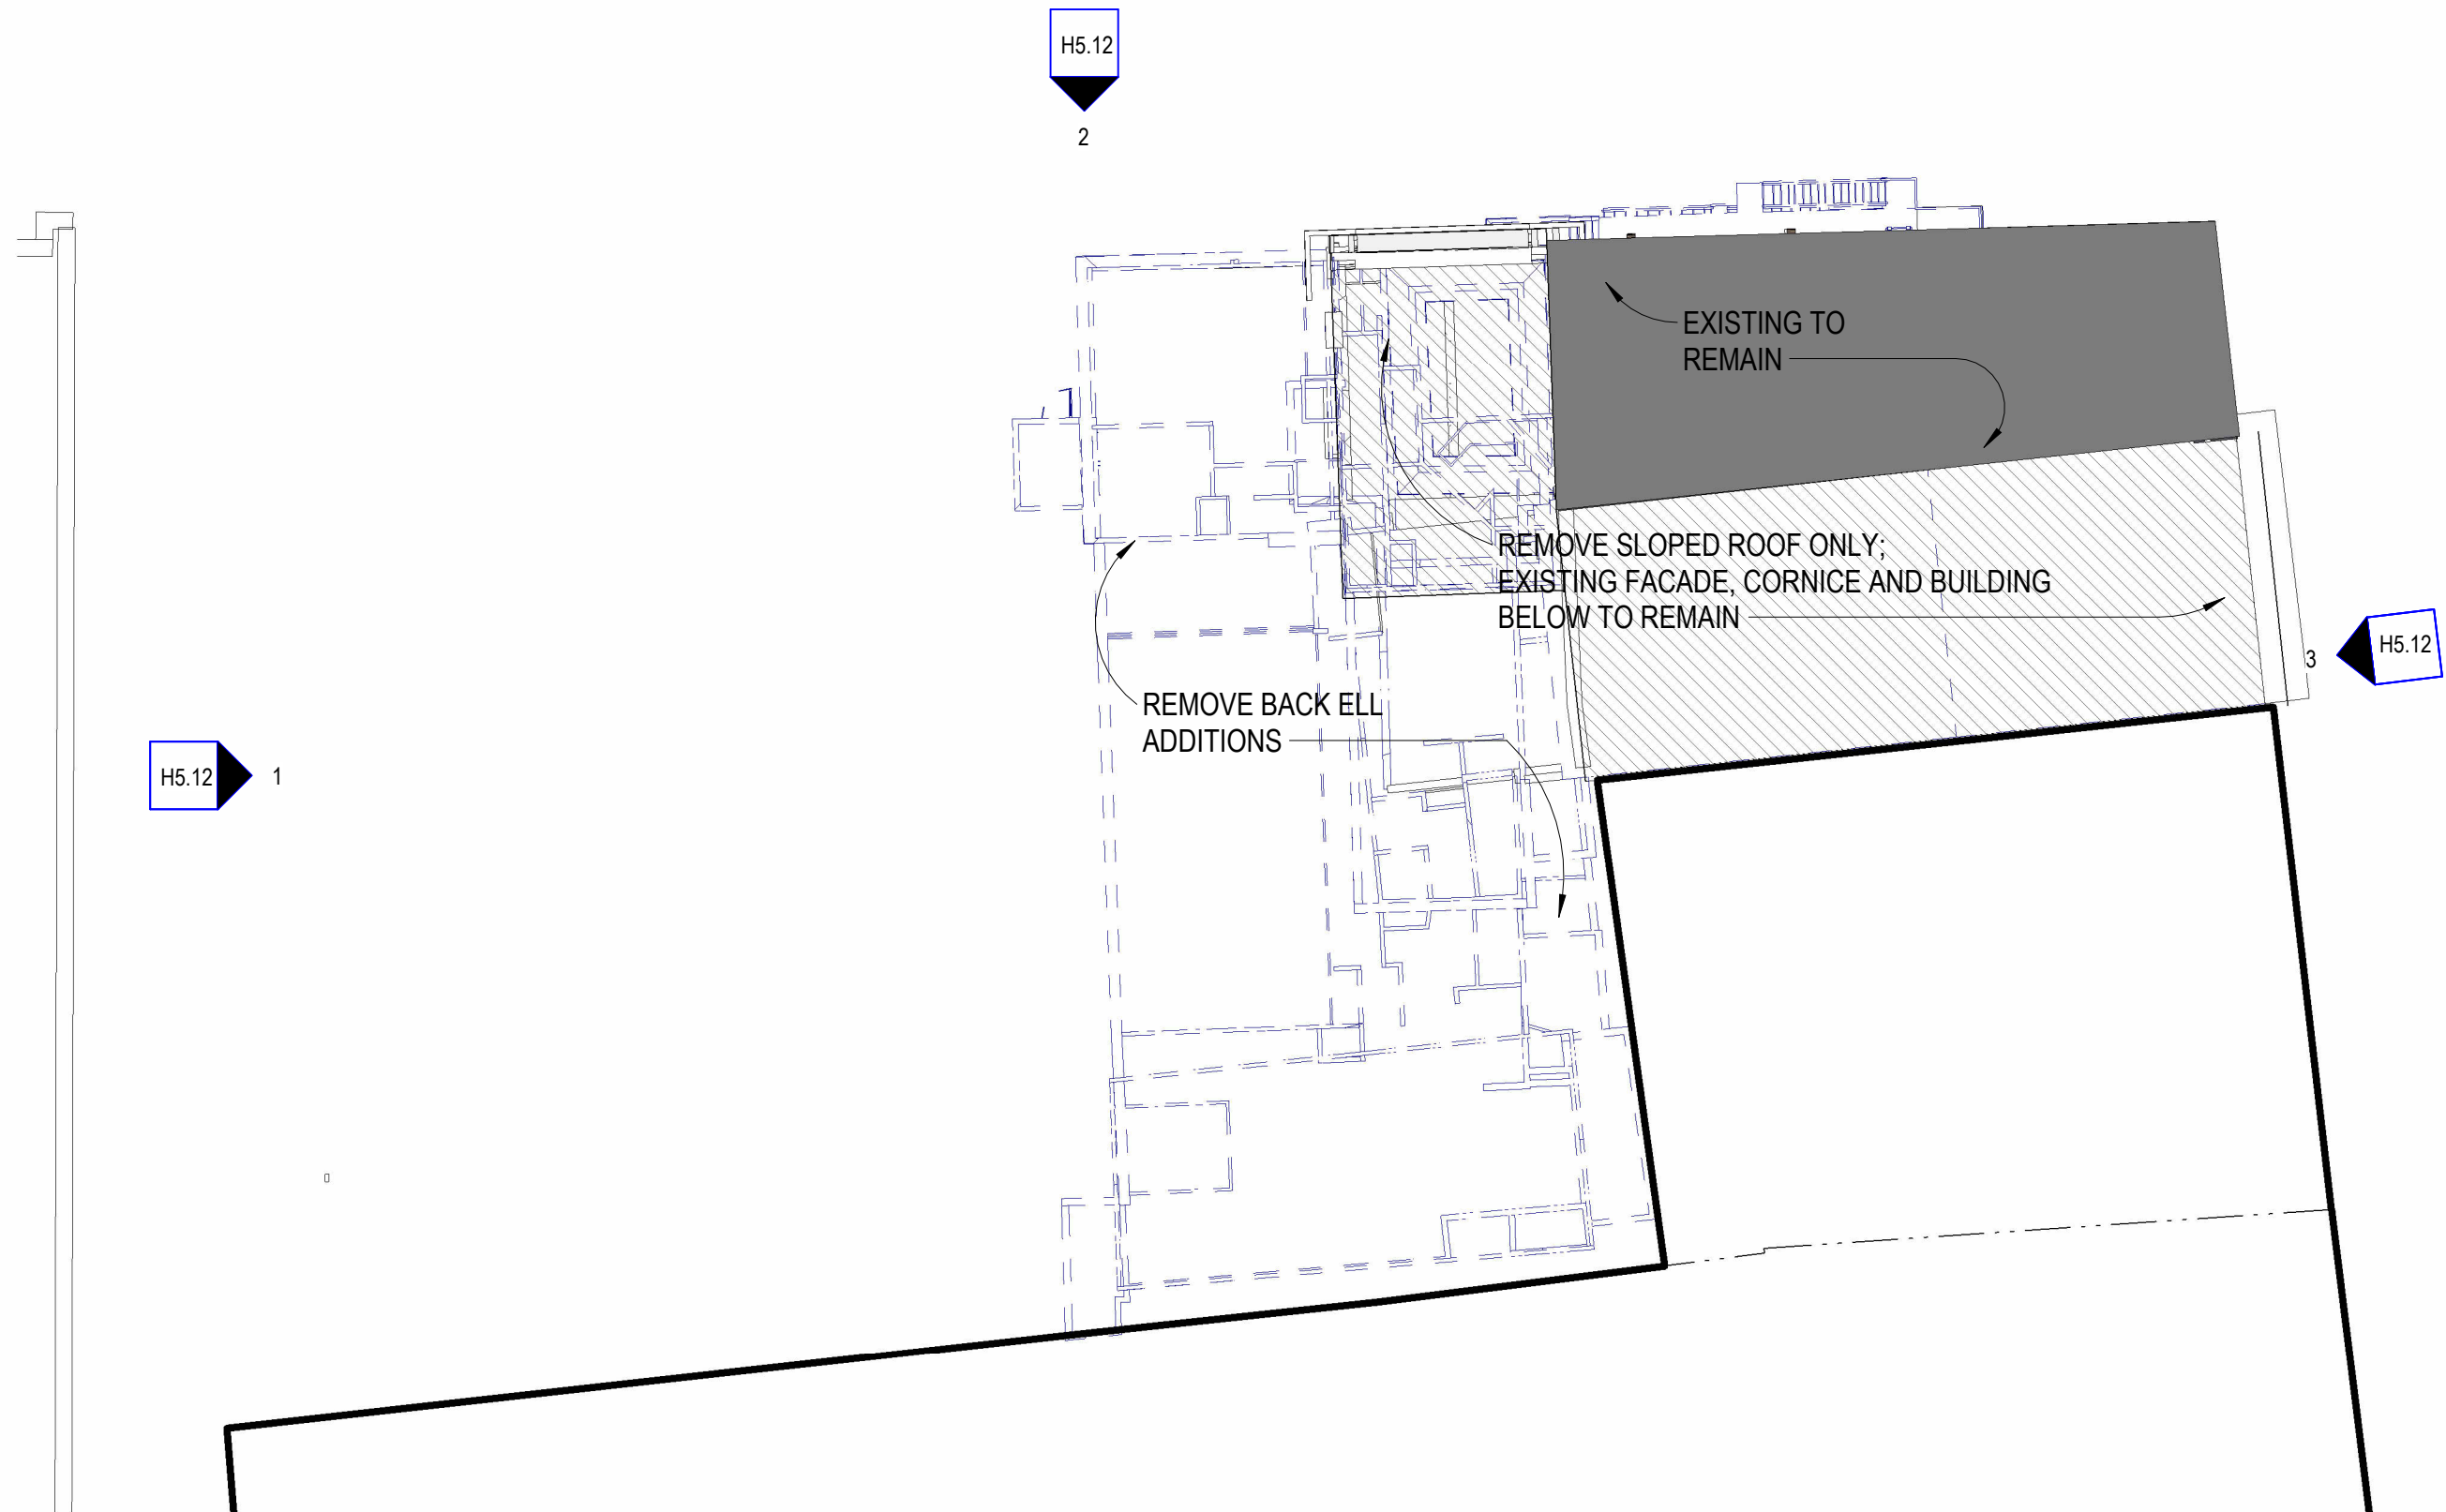 H5.12
2
EXISTING TO
REMAIN
REMOVE SLOPED ROOF ONLY;
EXISTING FACADE, CORNICE AND BUILDING
BELOW TO REMAIN
3
H5.12
REMOVE BACK ELL
ADDITIONS
H5.12
1